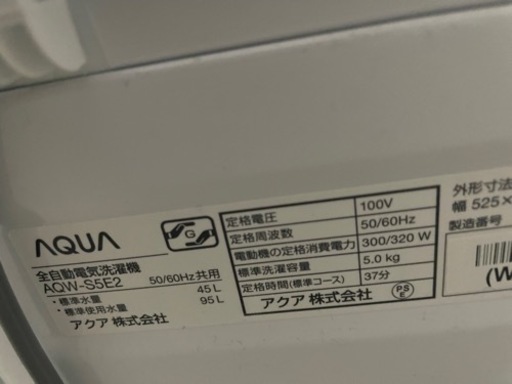 AQUA
G
全自動電気洗濯機
AQW-S5E2 50/60Hz共用
・標準水量 45L
・標準使用水量 95L
アクア 株式会社
定格電圧 100V
定格周波数 50/60Hz
電動機の定格消費電力 300/320 W
標準洗濯容量 5.0 kg
定格時間(標準コース) 37分
アクア 株式会社
PS
E
外形寸法
幅 525×
製造番号
(W